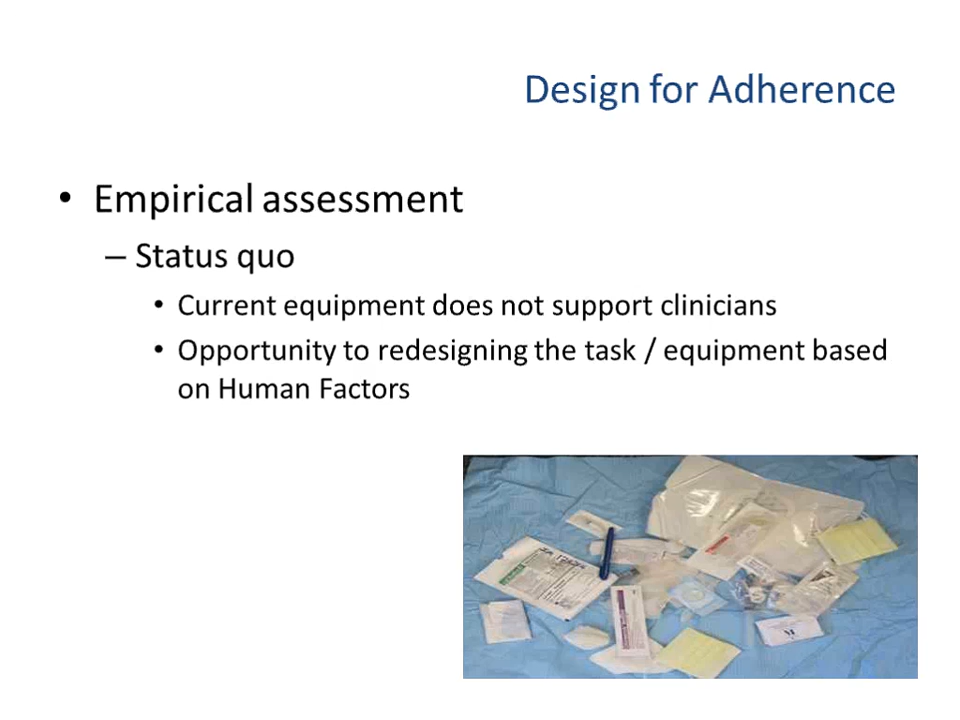 Design for Adherence
• Empirical assessment
– Status quo
• Current equipment does not support clinicians
• Opportunity to redesigning the task / equipment based
on Human Factors